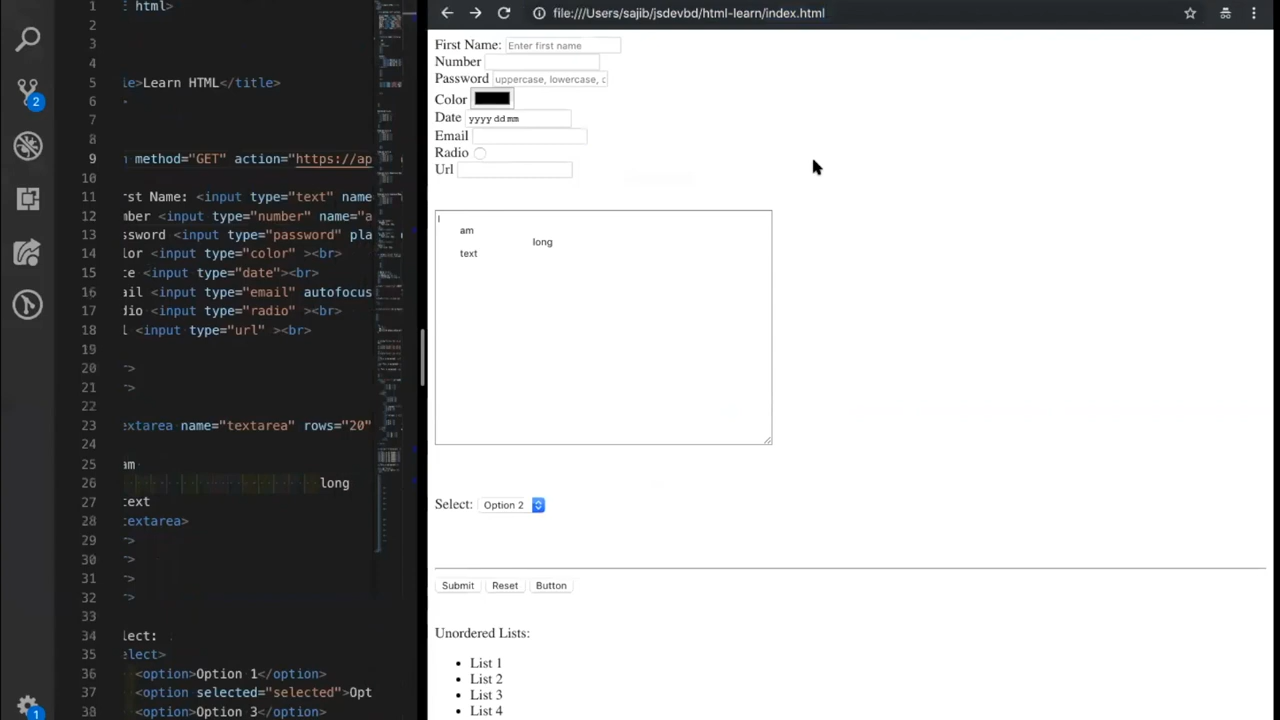 1 t html>
2
3
4
5 le>Learn HTML</title>
6
7
8
9 method="GET" action="https://ap
10
11 rst Name: <input type="text" name
12 mber <input type="number" name="a
13 ssword <input type="password" pla
14 lor <input type="color" ><br>
15 te <input type="date"><br>
16 ail <input type="email" autofocus
17 dio <input type="radio" ><br>
18 l <input type="url" ><br>
19
20 >
21 >
22
23 extarea name="textarea" rows="20"
24
25 am
26 long
27 text
28 textarea>
29 >
30 >
31 >
32 >
33
34 lect:
35 elect>
36 <option>Option 1</option>
37 <option selected="selected">Opt
38 <option>Option 3</option>
2
1
file:///Users/sajib/jsdevbd/html-learn/index.html
First Name: Enter first name
Number
Password uppercase, lowercase, c
Color
Date yyyy dd mm
Email
Radio
Url
I
am
long
text
Select: Option 2
Submit Reset Button
Unordered Lists:
• List 1
• List 2
• List 3
• List 4